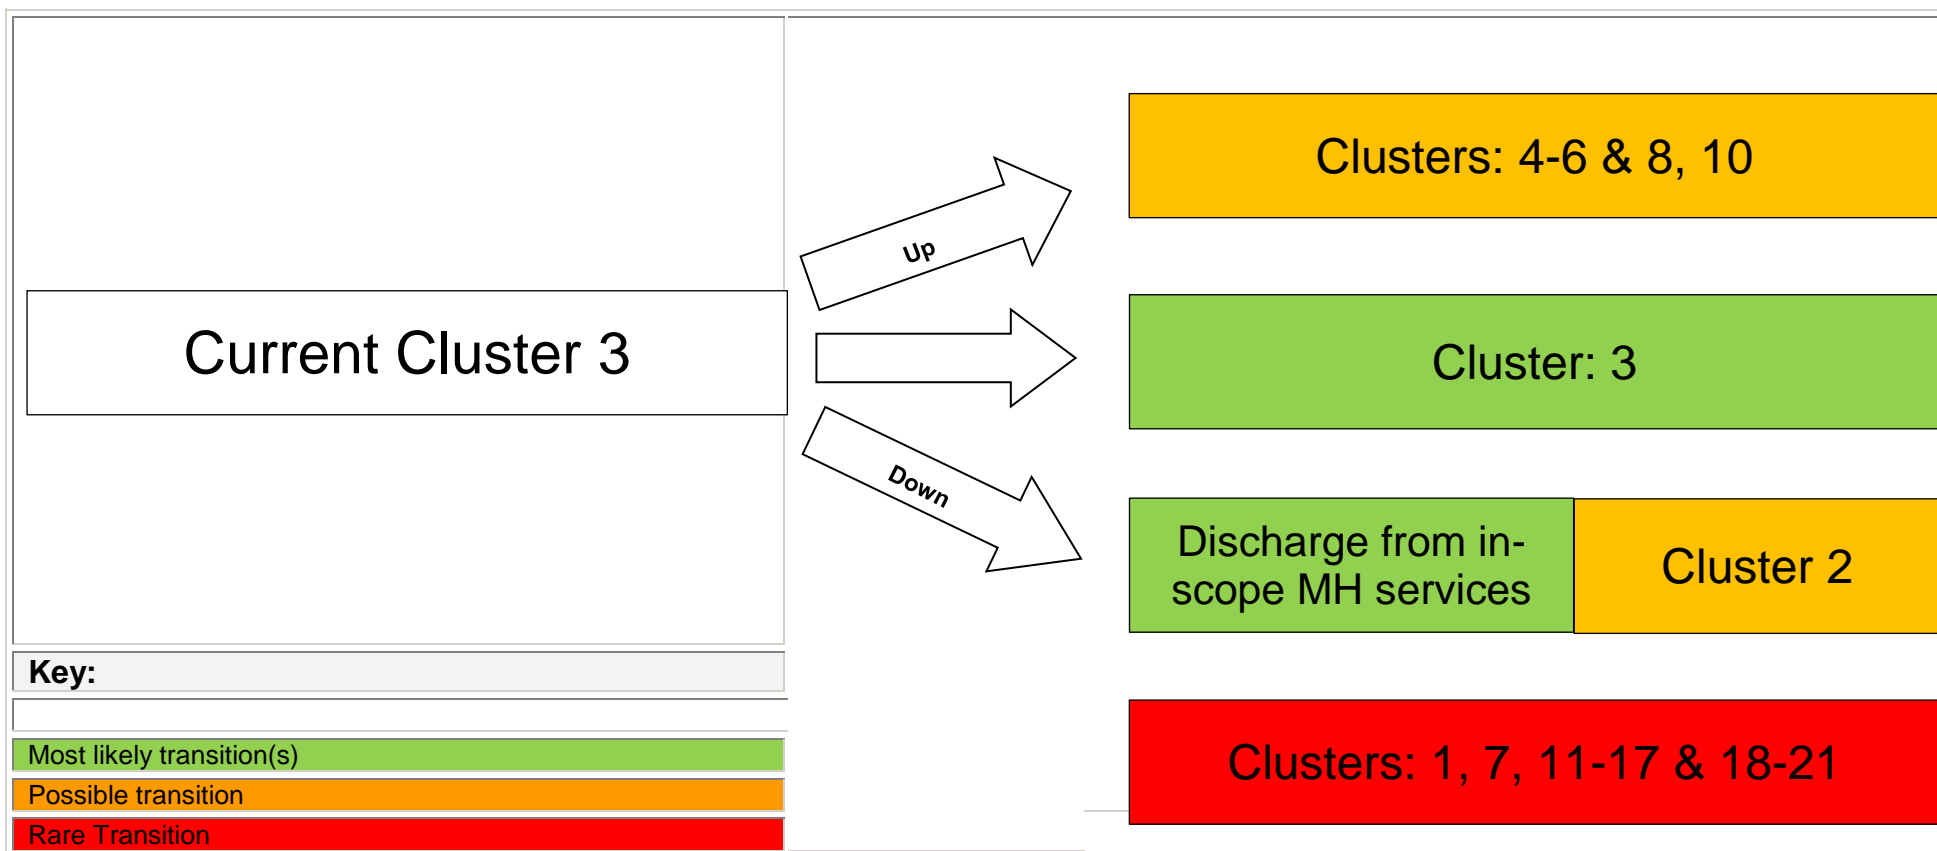 Clusters: 4-6 & 8, 10
Up
Current Cluster 3
Cluster: 3
Down
Discharge from in-
scope MH services
Cluster 2
Key:
Clusters: 1, 7, 11-17 & 18-21
Most likely transition(s)
Possible transition
Rare Transition